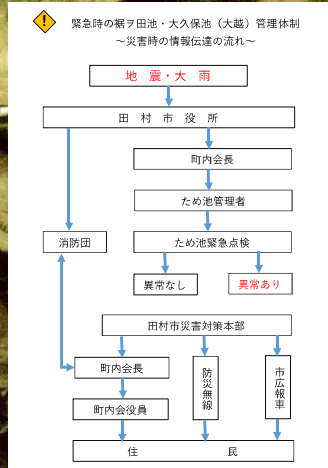 緊急時の裾ヲ田池・大久保池（大越）管理体制
～災害時の情報伝達の流れ～
地 震・大 雨
田 村 市 役 所
町内会長
ため池管理者
消防団
ため池緊急点検
異常なし
異常あり
田村市災害対策本部
町内会長
防災無線
市広報車
町内会役員
住 民